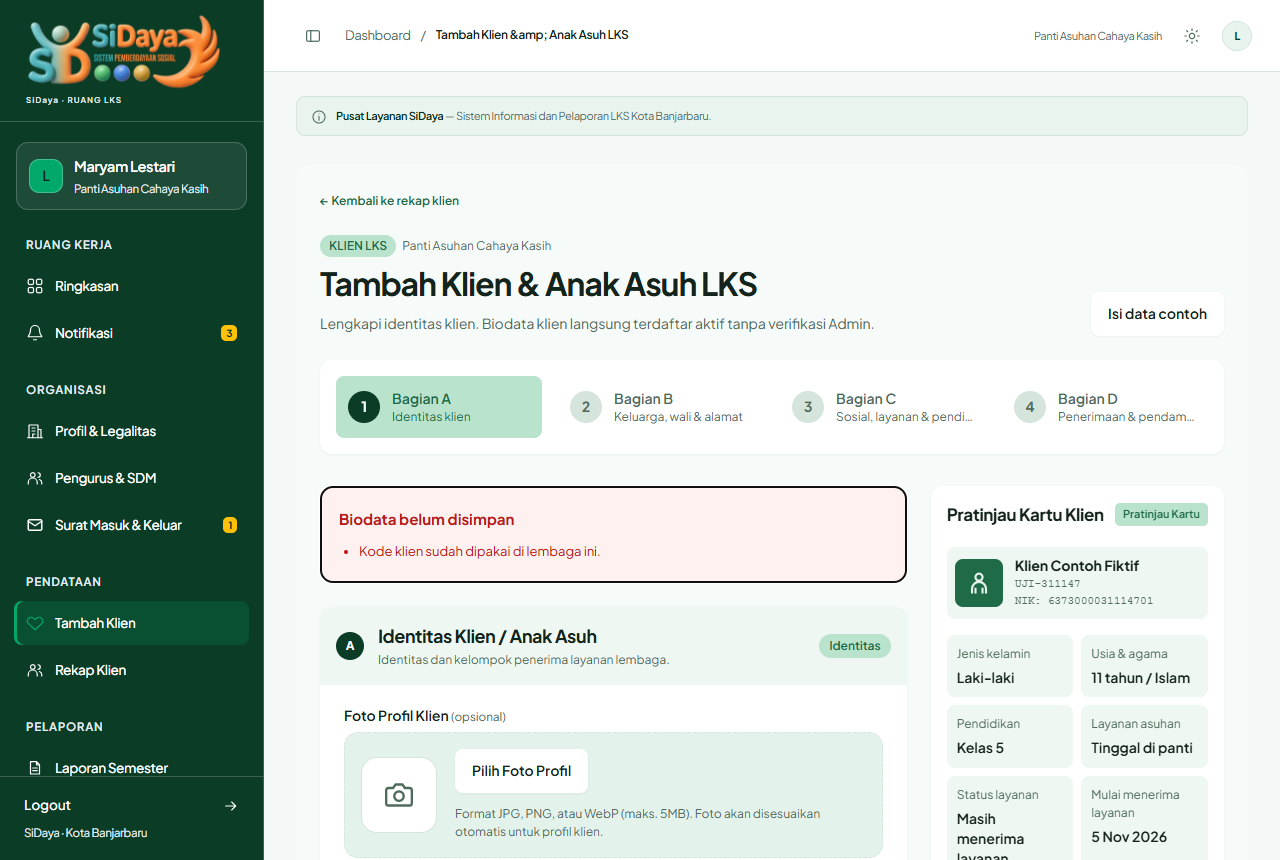 SiDaya
SISTEM PEMBERDAYAAN SOSIAL
SiDaya · RUANG LKS
L
Maryam Lestari
Panti Asuhan Cahaya Kasih
RUANG KERJA
Ringkasan
Notifikasi 3
ORGANISASI
Profil & Legalitas
Pengurus & SDM
Surat Masuk & Keluar 1
PENDATAAN
Tambah Klien
Rekap Klien
PELAPORAN
Laporan Semester
Logout →
SiDaya · Kota Banjarbaru
Dashboard / Tambah Klien &amp; Anak Asuh LKS
Panti Asuhan Cahaya Kasih
L
Pusat Layanan SiDaya — Sistem Informasi dan Pelaporan LKS Kota Banjarbaru.
← Kembali ke rekap klien
KLIEN LKS Panti Asuhan Cahaya Kasih
Tambah Klien & Anak Asuh LKS
Lengkapi identitas klien. Biodata klien langsung terdaftar aktif tanpa verifikasi Admin.
Isi data contoh
1 Bagian A
Identitas klien
2 Bagian B
Keluarga, wali & alamat
3 Bagian C
Sosial, layanan & pendi...
4 Bagian D
Penerimaan & pendam...
Biodata belum disimpan
• Kode klien sudah dipakai di lembaga ini.
A Identitas Klien / Anak Asuh
Identitas dan kelompok penerima layanan lembaga.
Identitas
Foto Profil Klien (opsional)
Pilih Foto Profil
Format JPG, PNG, atau WebP (maks. 5MB). Foto akan disesuaikan
otomatis untuk profil klien.
Pratinjau Kartu Klien Pratinjau Kartu
Klien Contoh Fiktif
UJI-311147
NIK: 6373000031114701
Jenis kelamin
Laki-laki
Usia & agama
11 tahun / Islam
Pendidikan
Kelas 5
Layanan asuhan
Tinggal di panti
Status layanan
Masih
menerima
layanan
Mulai menerima
layanan
5 Nov 2026